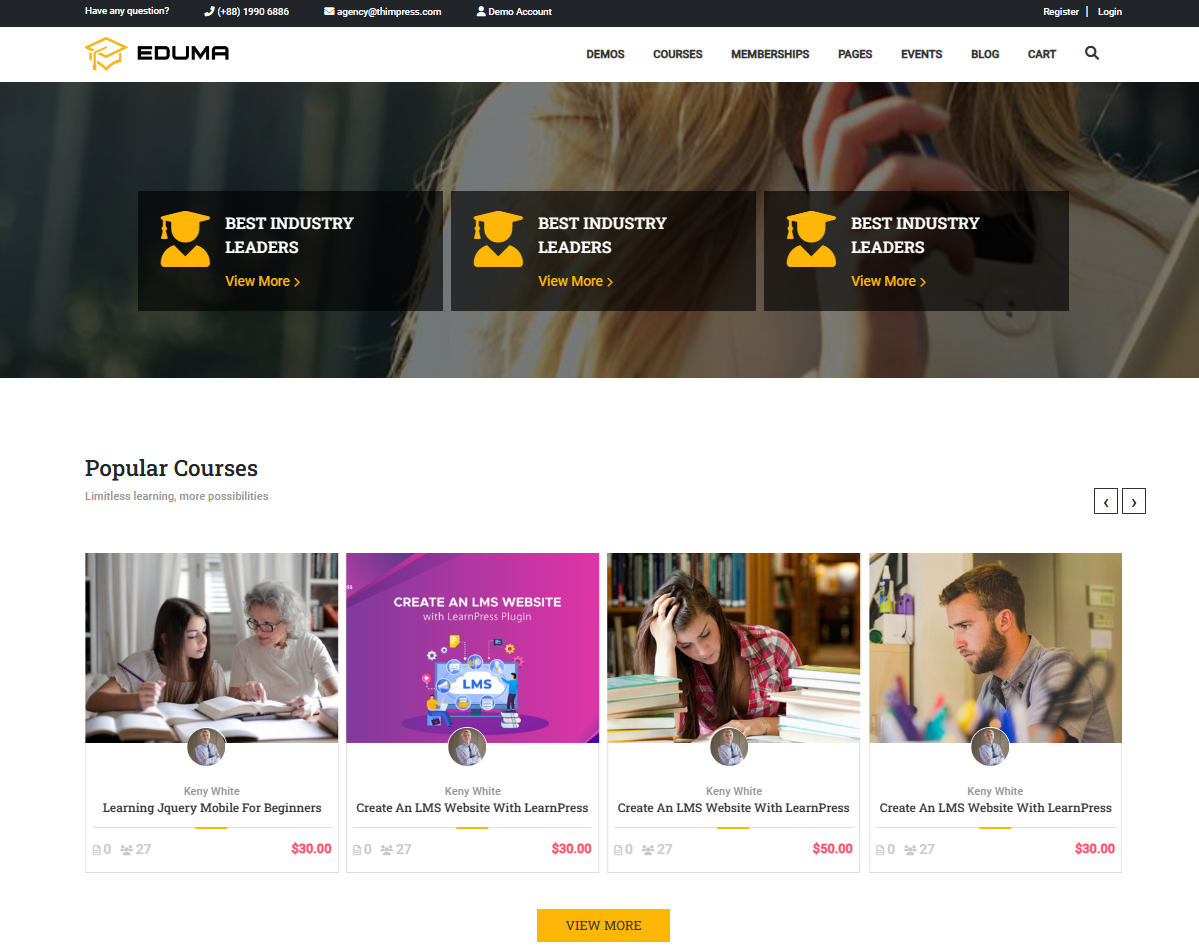 Have any question? (+88) 1990 6886 agency@thimpress.com Demo Account Register | Login
EDUMA DEMOS COURSES MEMBERSHIPS PAGES EVENTS BLOG CART
BEST INDUSTRY
LEADERS
View More >
BEST INDUSTRY
LEADERS
View More >
BEST INDUSTRY
LEADERS
View More >
Popular Courses
Limitless learning, more possibilities
‹ ›
CREATE AN LMS WEBSITE
with LearnPress Plugin
LMS
Keny White
Learning Jquery Mobile For Beginners
0 27 $30.00
Keny White
Create An LMS Website With LearnPress
0 27 $30.00
Keny White
Create An LMS Website With LearnPress
0 27 $50.00
Keny White
Create An LMS Website With LearnPress
0 27 $30.00
VIEW MORE